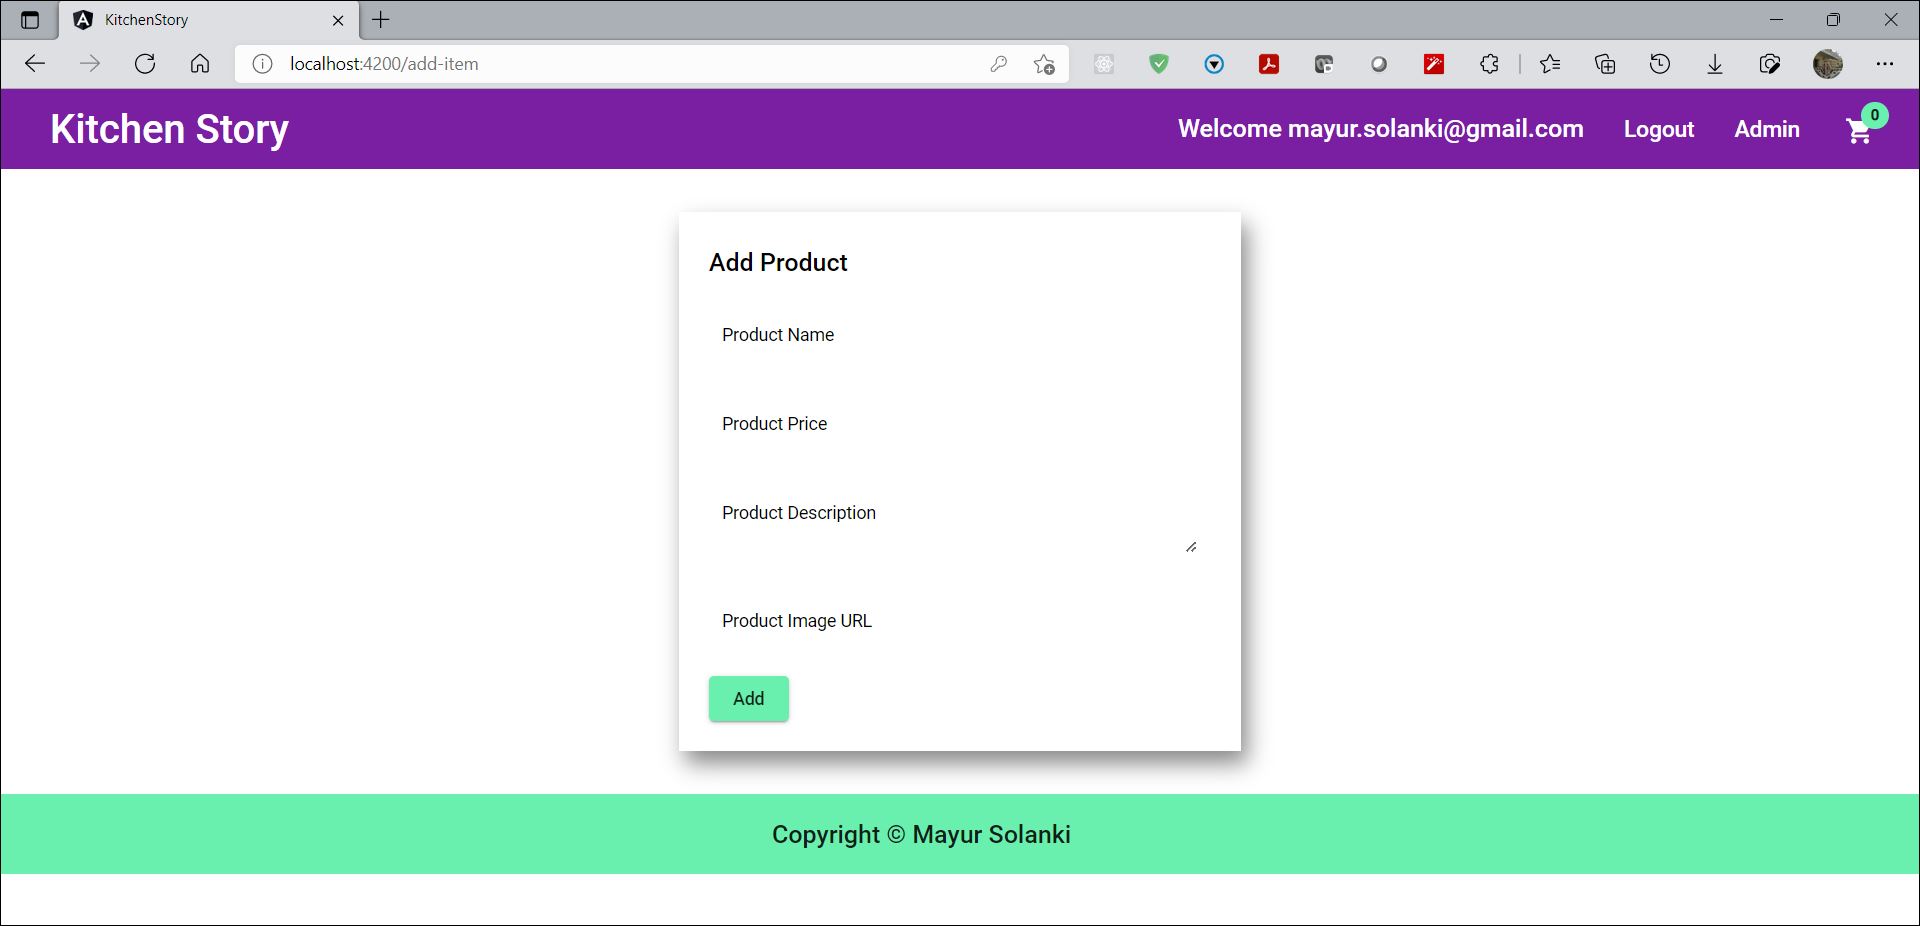 KitchenStory
localhost:4200/add-item
Kitchen Story
Welcome mayur.solanki@gmail.com
Logout
Admin
0
Add Product
Product Name
Product Price
Product Description
Product Image URL
Add
Copyright © Mayur Solanki